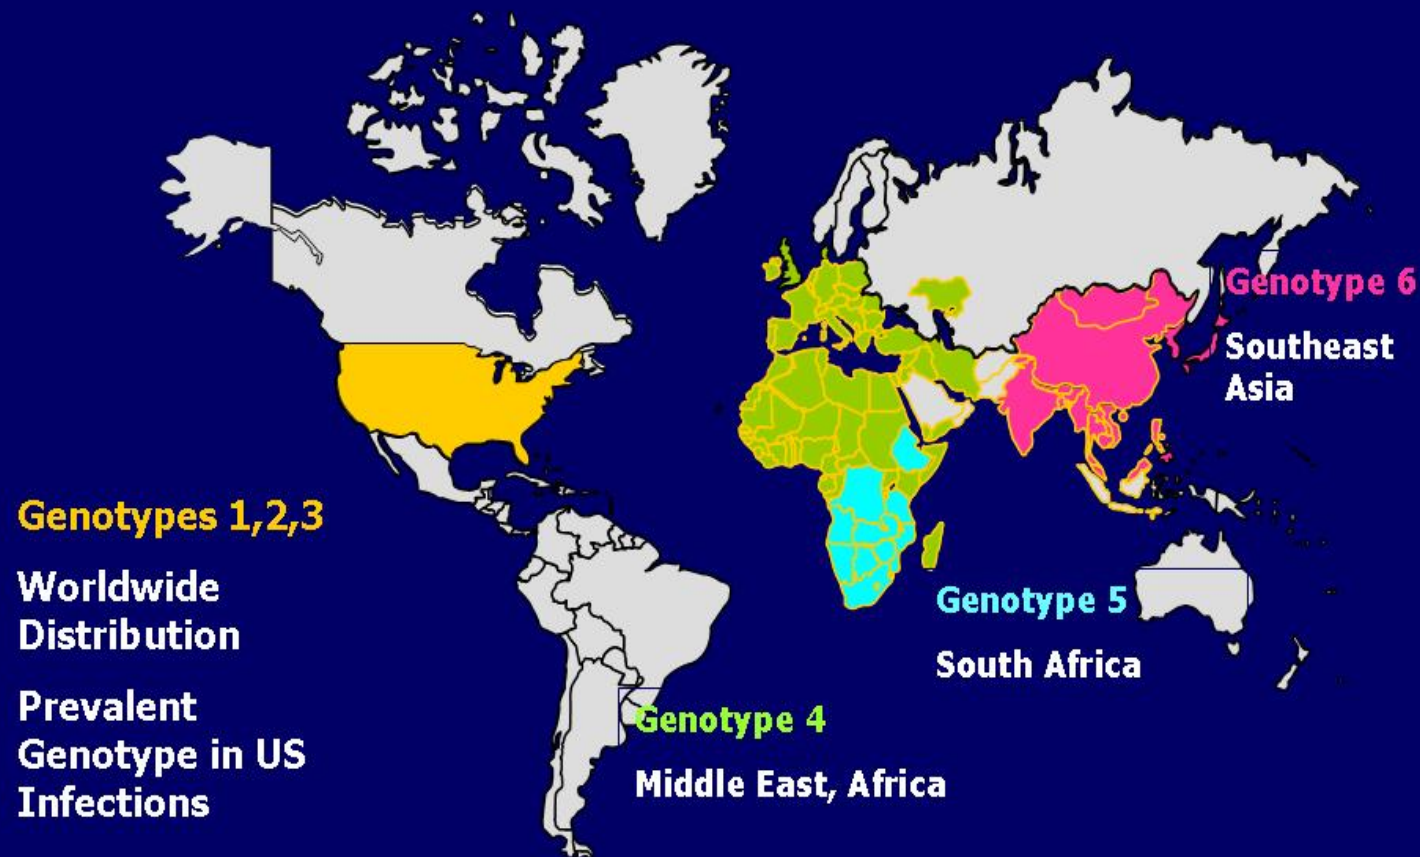 Genotype 6
Southeast
Asia
Genotypes 1,2,3
Worldwide
Distribution
Prevalent
Genotype in US
Infections
Genotype 5
South Africa
Genotype 4
Middle East, Africa